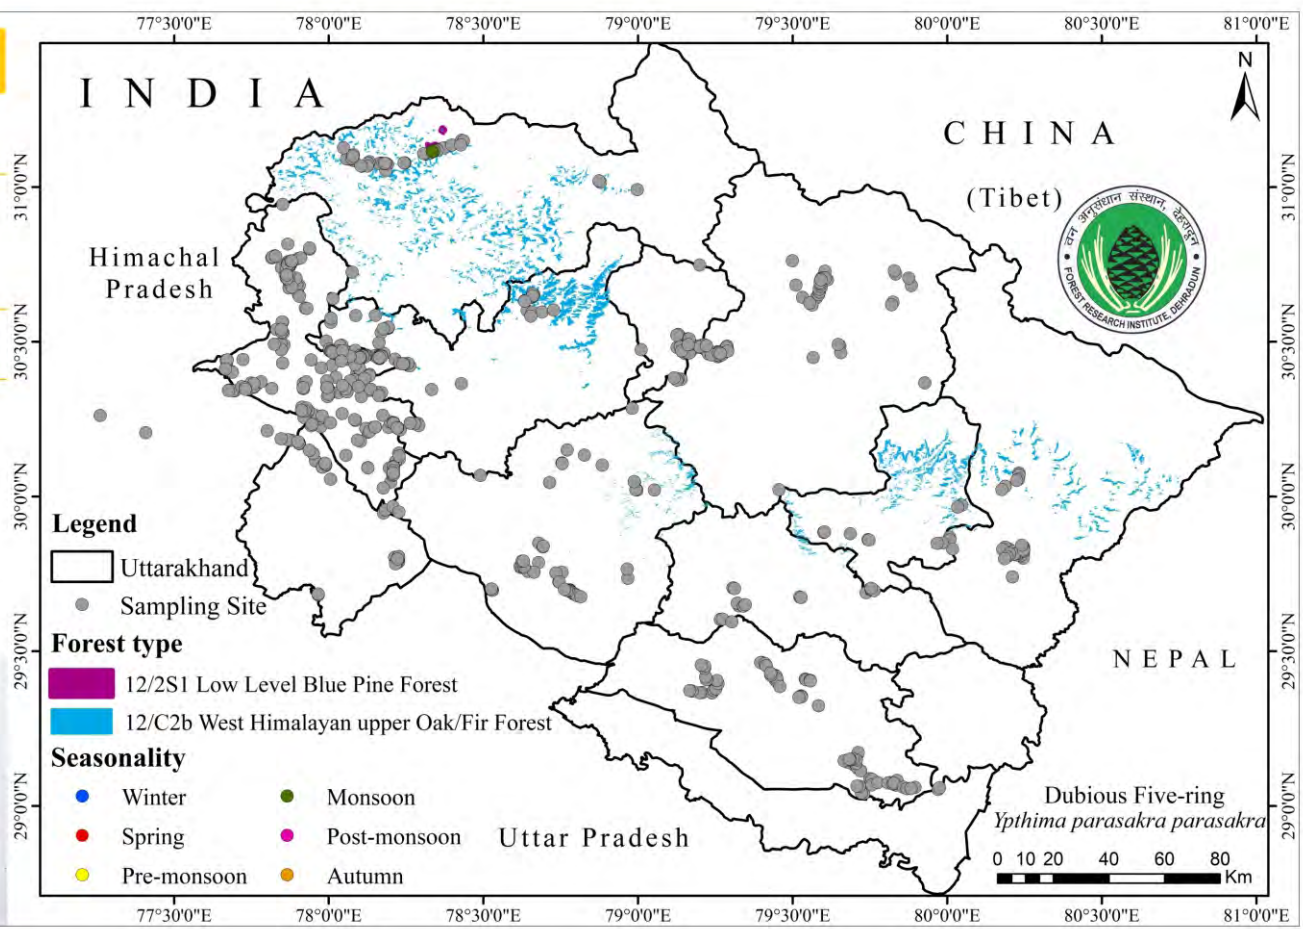 77°30'0"E 78°0'0"E 78°30'0"E 79°0'0"E 79°30'0"E 80°0'0"E 80°30'0"E 81°0'0"E
INDIA
N
CHINA
(Tibet)
वन अनुसंधान संस्थान, देहरादून
FOREST RESEARCH INSTITUTE, DEHRADUN
Himachal
Pradesh
31°0'0"N
30°30'0"N
30°0'0"N
29°30'0"N
29°0'0"N
31°0'0"N
30°30'0"N
30°0'0"N
29°30'0"N
29°0'0"N
Legend
Uttarakhand
Sampling Site
Forest type
12/2S1 Low Level Blue Pine Forest
12/C2b West Himalayan upper Oak/Fir Forest
Seasonality
Winter
Spring
Pre-monsoon
Monsoon
Post-monsoon
Autumn
NEPAL
Uttar Pradesh
Dubious Five-ring
Ypthima parasakra parasakra
0 10 20 40 60 80
Km
77°30'0"E 78°0'0"E 78°30'0"E 79°0'0"E 79°30'0"E 80°0'0"E 80°30'0"E 81°0'0"E